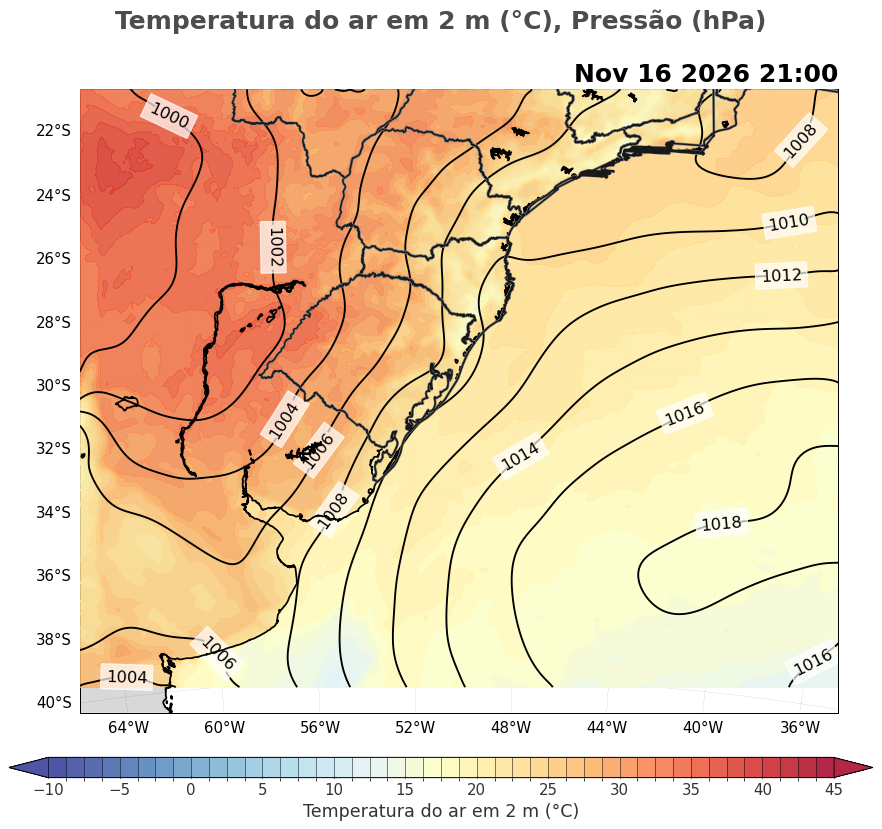 Temperatura do ar em 2 m (°C), Pressão (hPa)
Nov 16 2026 21:00
1000
1008
22°S
24°S
1010
1002
26°S
1012
28°S
30°S
1004
1016
32°S
1006
1014
34°S
1008
1018
36°S
38°S
1006
1016
1004
40°S
64°W 60°W 56°W 52°W 48°W 44°W 40°W 36°W
−10 −5 0 5 10 15 20 25 30 35 40 45
Temperatura do ar em 2 m (°C)